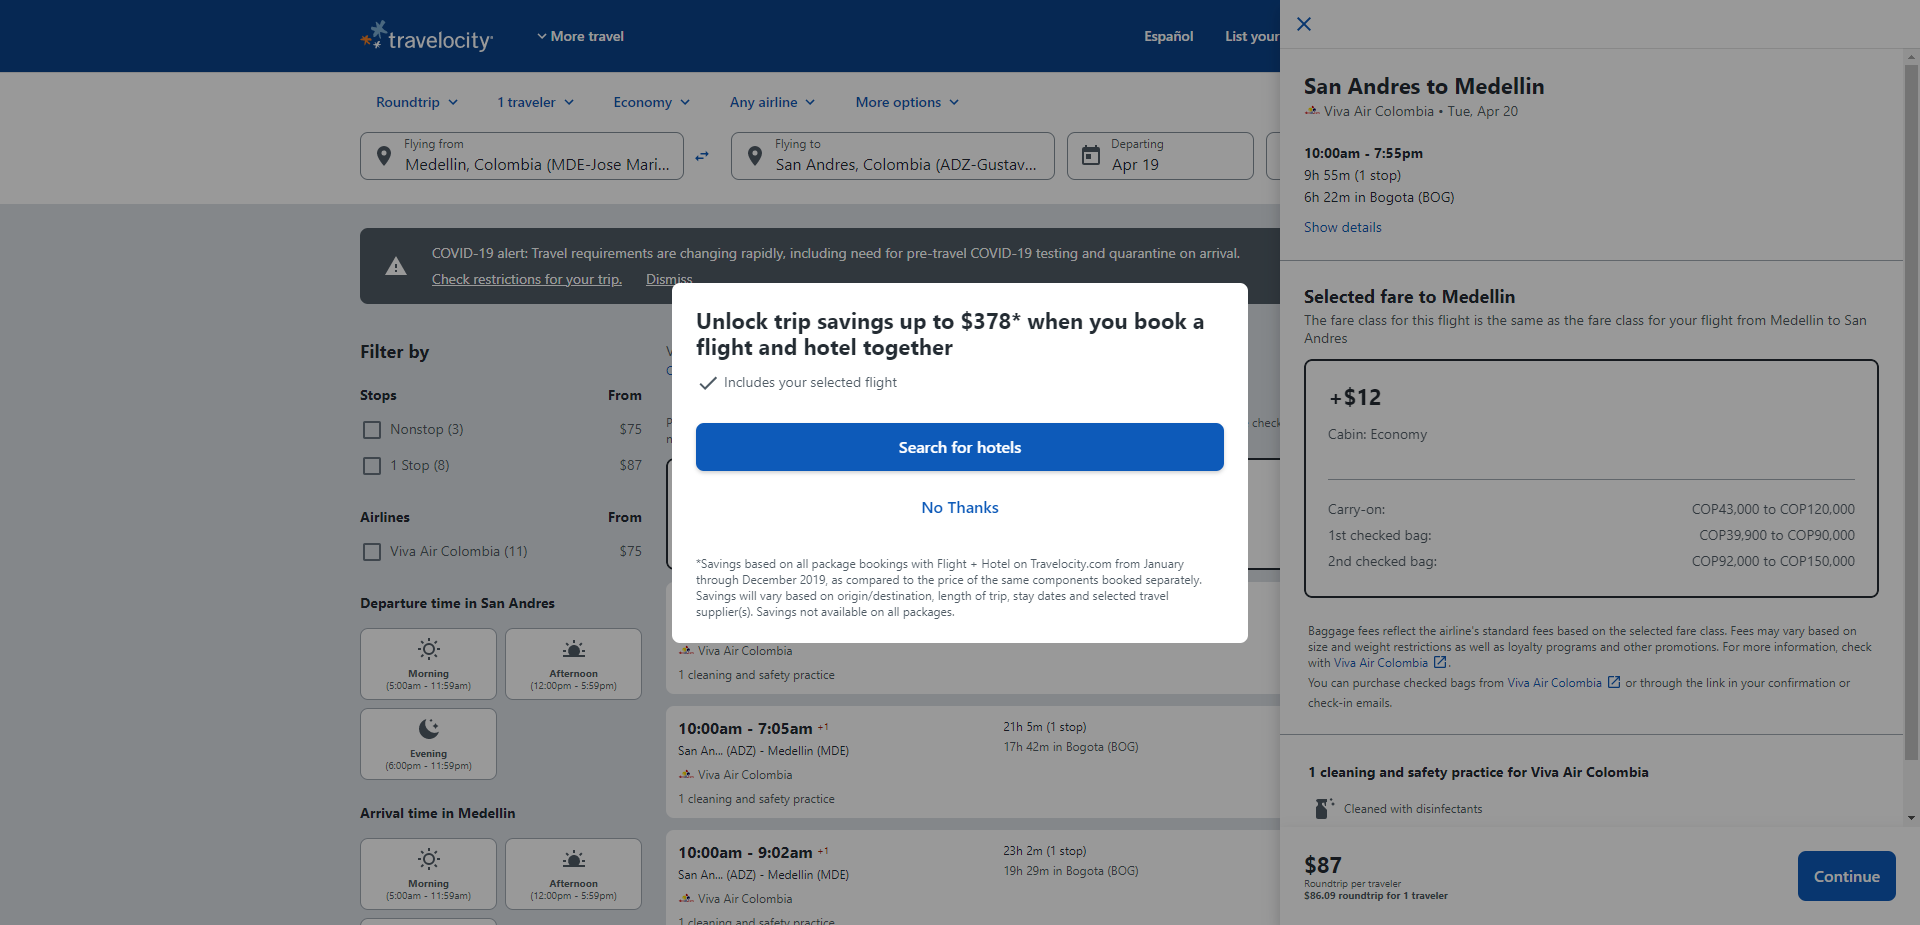 travelocity
More travel
Español
List your
Roundtrip
1 traveler
Economy
Any airline
More options
Flying from
Medellin, Colombia (MDE-Jose Mari...
Flying to
San Andres, Colombia (ADZ-Gustav...
Departing
Apr 19
COVID-19 alert: Travel requirements are changing rapidly, including need for pre-travel COVID-19 testing and quarantine on arrival.
Check restrictions for your trip.
Dismiss
Filter by
Stops From
Nonstop (3) $75
1 Stop (8) $87
Airlines From
Viva Air Colombia (11) $75
Departure time in San Andres
Morning
(5:00am - 11:59am)
Afternoon
(12:00pm - 5:59pm)
Evening
(6:00pm - 11:59pm)
Arrival time in Medellin
Morning
(5:00am - 11:59am)
Afternoon
(12:00pm - 5:59pm)
check
Unlock trip savings up to $378* when you book a
flight and hotel together
Includes your selected flight
Search for hotels
No Thanks
*Savings based on all package bookings with Flight + Hotel on Travelocity.com from January
through December 2019, as compared to the price of the same components booked separately.
Savings will vary based on origin/destination, length of trip, stay dates and selected travel
supplier(s). Savings not available on all packages.
Viva Air Colombia
1 cleaning and safety practice
10:00am - 7:05am +1
21h 5m (1 stop)
San An... (ADZ) - Medellin (MDE)
17h 42m in Bogota (BOG)
Viva Air Colombia
1 cleaning and safety practice
10:00am - 9:02am +1
23h 2m (1 stop)
San An... (ADZ) - Medellin (MDE)
19h 29m in Bogota (BOG)
Viva Air Colombia
1 cleaning and safety practice
San Andres to Medellin
Viva Air Colombia • Tue, Apr 20
10:00am - 7:55pm
9h 55m (1 stop)
6h 22m in Bogota (BOG)
Show details
Selected fare to Medellin
The fare class for this flight is the same as the fare class for your flight from Medellin to San
Andres
+$12
Cabin: Economy
Carry-on: COP43,000 to COP120,000
1st checked bag: COP39,900 to COP90,000
2nd checked bag: COP92,000 to COP150,000
Baggage fees reflect the airline's standard fees based on the selected fare class. Fees may vary based on
size and weight restrictions as well as loyalty programs and other promotions. For more information, check
with Viva Air Colombia .
You can purchase checked bags from Viva Air Colombia or through the link in your confirmation or
check-in emails.
1 cleaning and safety practice for Viva Air Colombia
Cleaned with disinfectants
$87
Roundtrip per traveler
$86.09 roundtrip for 1 traveler
Continue